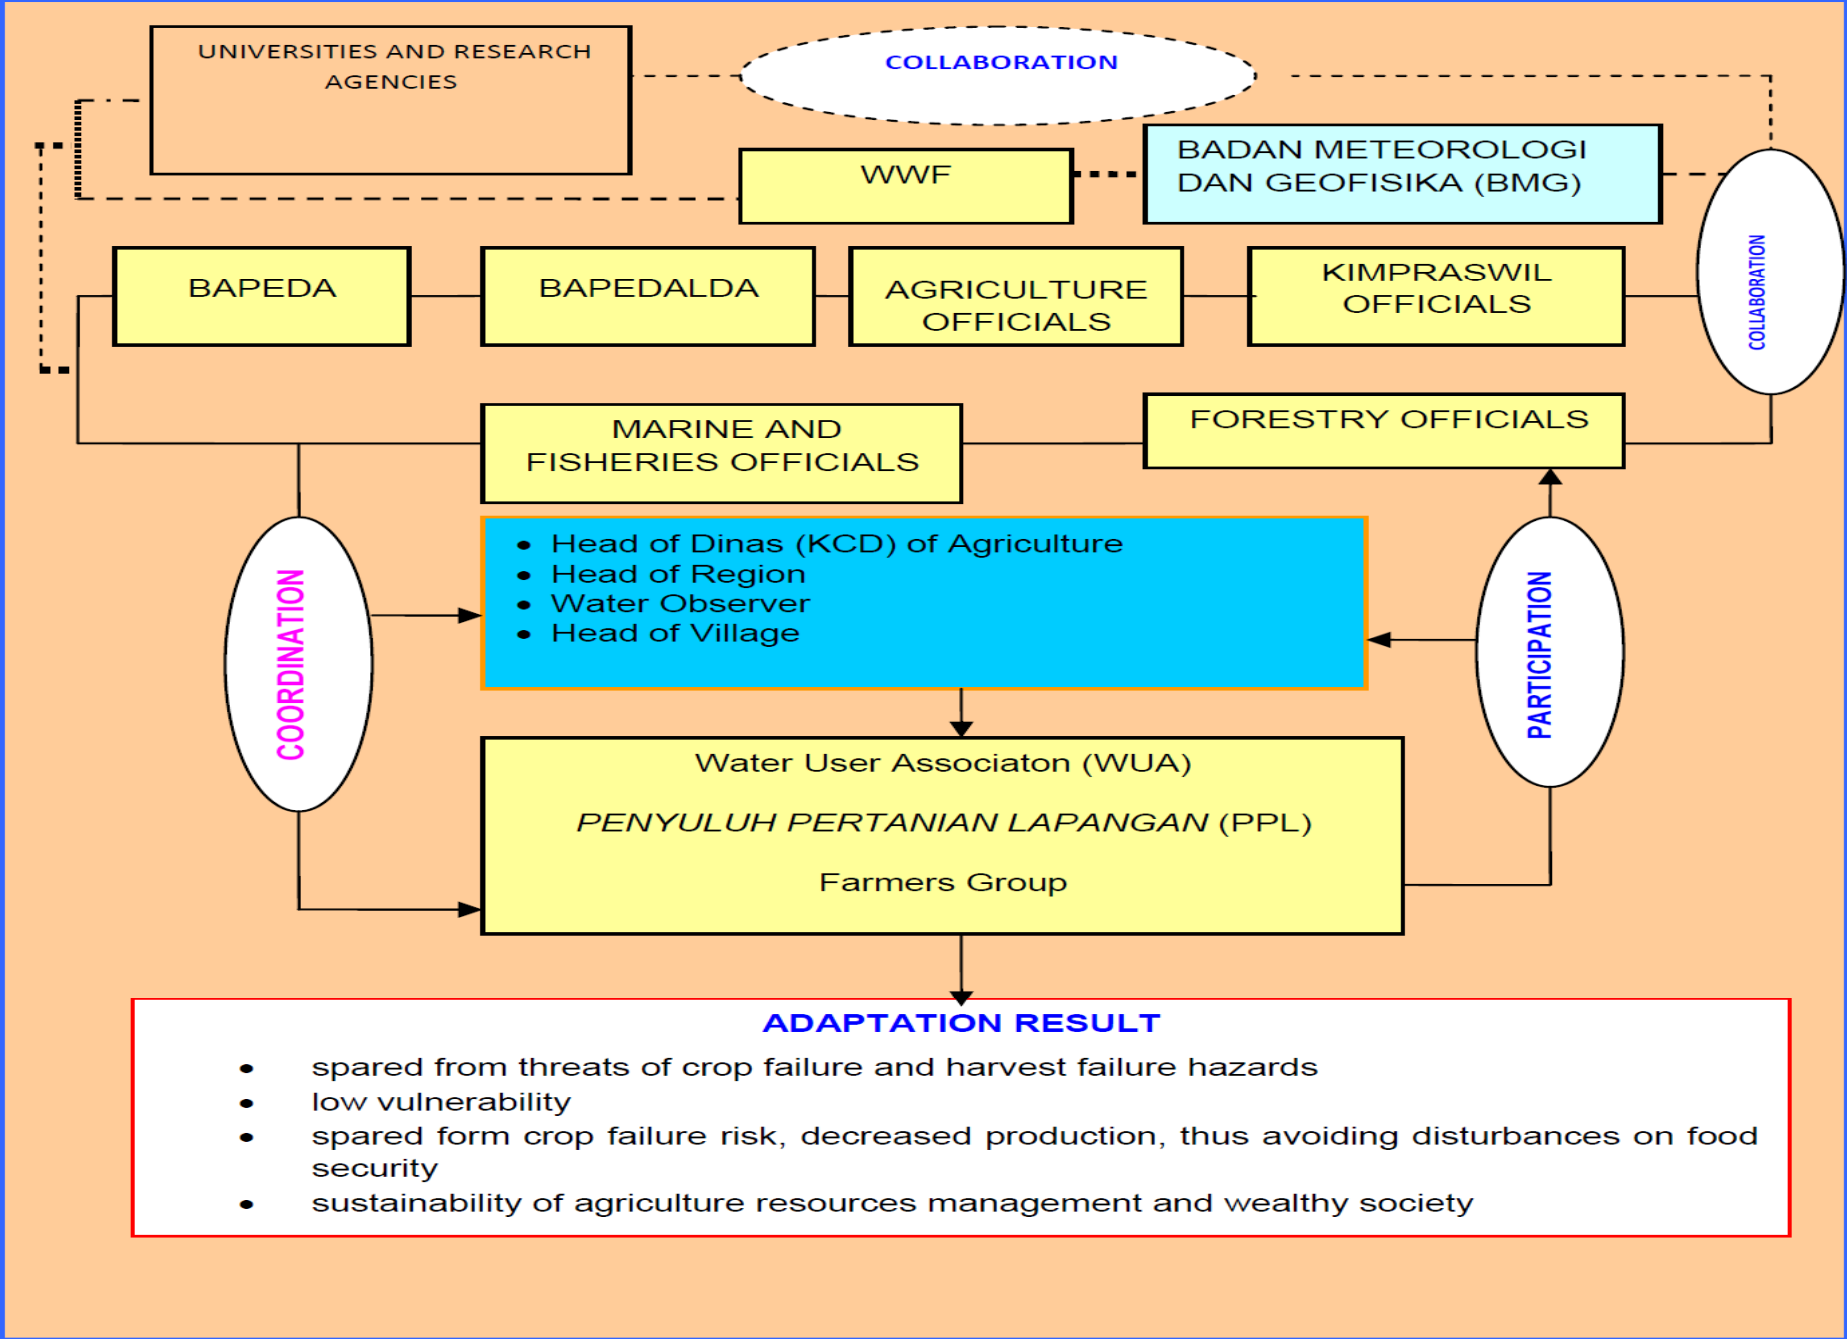 UNIVERSITIES AND RESEARCH
AGENCIES
COLLABORATION
WWF
BADAN METEOROLOGI
DAN GEOFISIKA (BMG)
BAPEDA
BAPEDALDA
AGRICULTURE
OFFICIALS
KIMPRASWIL
OFFICIALS
COLLABORATION
MARINE AND
FISHERIES OFFICIALS
FORESTRY OFFICIALS
COORDINATION
• Head of Dinas (KCD) of Agriculture
• Head of Region
• Water Observer
• Head of Village
PARTICIPATION
Water User Associaton (WUA)
PENYULUH PERTANIAN LAPANGAN (PPL)
Farmers Group
ADAPTATION RESULT
• spared from threats of crop failure and harvest failure hazards
• low vulnerability
• spared form crop failure risk, decreased production, thus avoiding disturbances on food
security
• sustainability of agriculture resources management and wealthy society